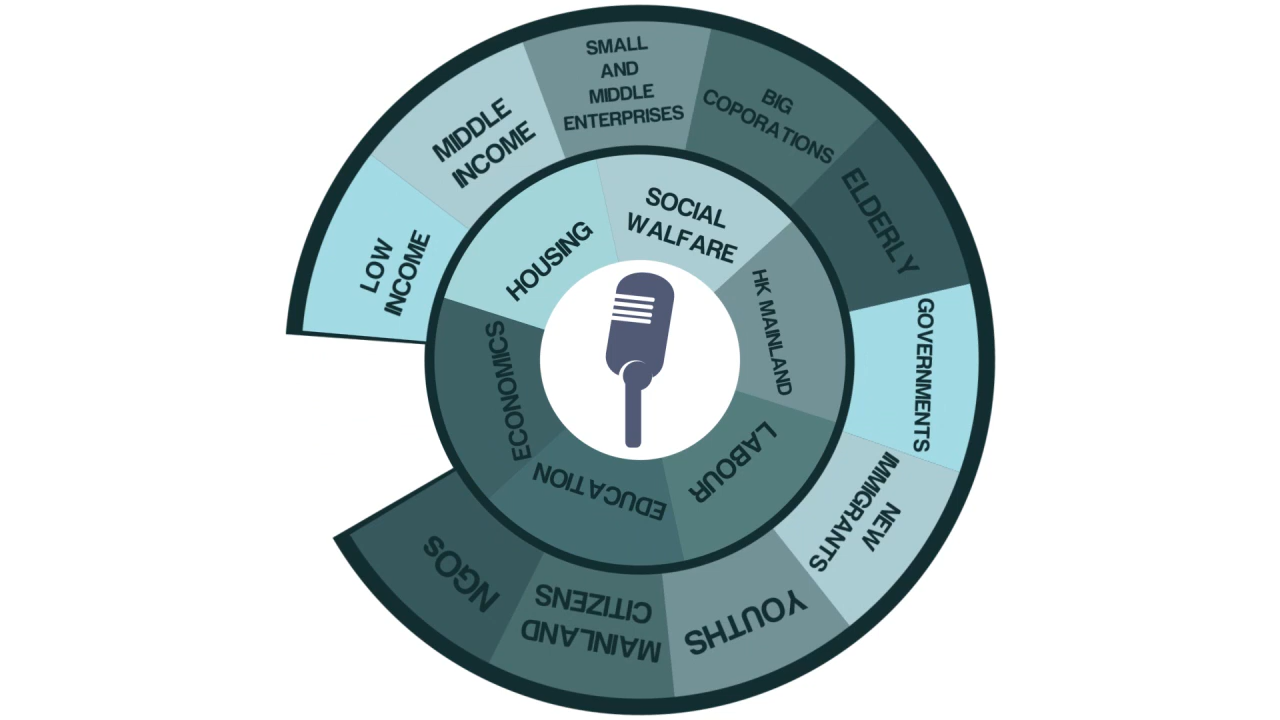 LOW
INCOME
MIDDLE
INCOME
SMALL
AND
MIDDLE
ENTERPRISES
BIG
COPORATIONS
ELDERLY
GOVERNMENTS
NEW
IMMIGRANTS
YOUTHS
MAINLAND
CITIZENS
NGOs
HOUSING
SOCIAL
WALFARE
HK MAINLAND
LABOUR
EDUCATION
ECONOMICS